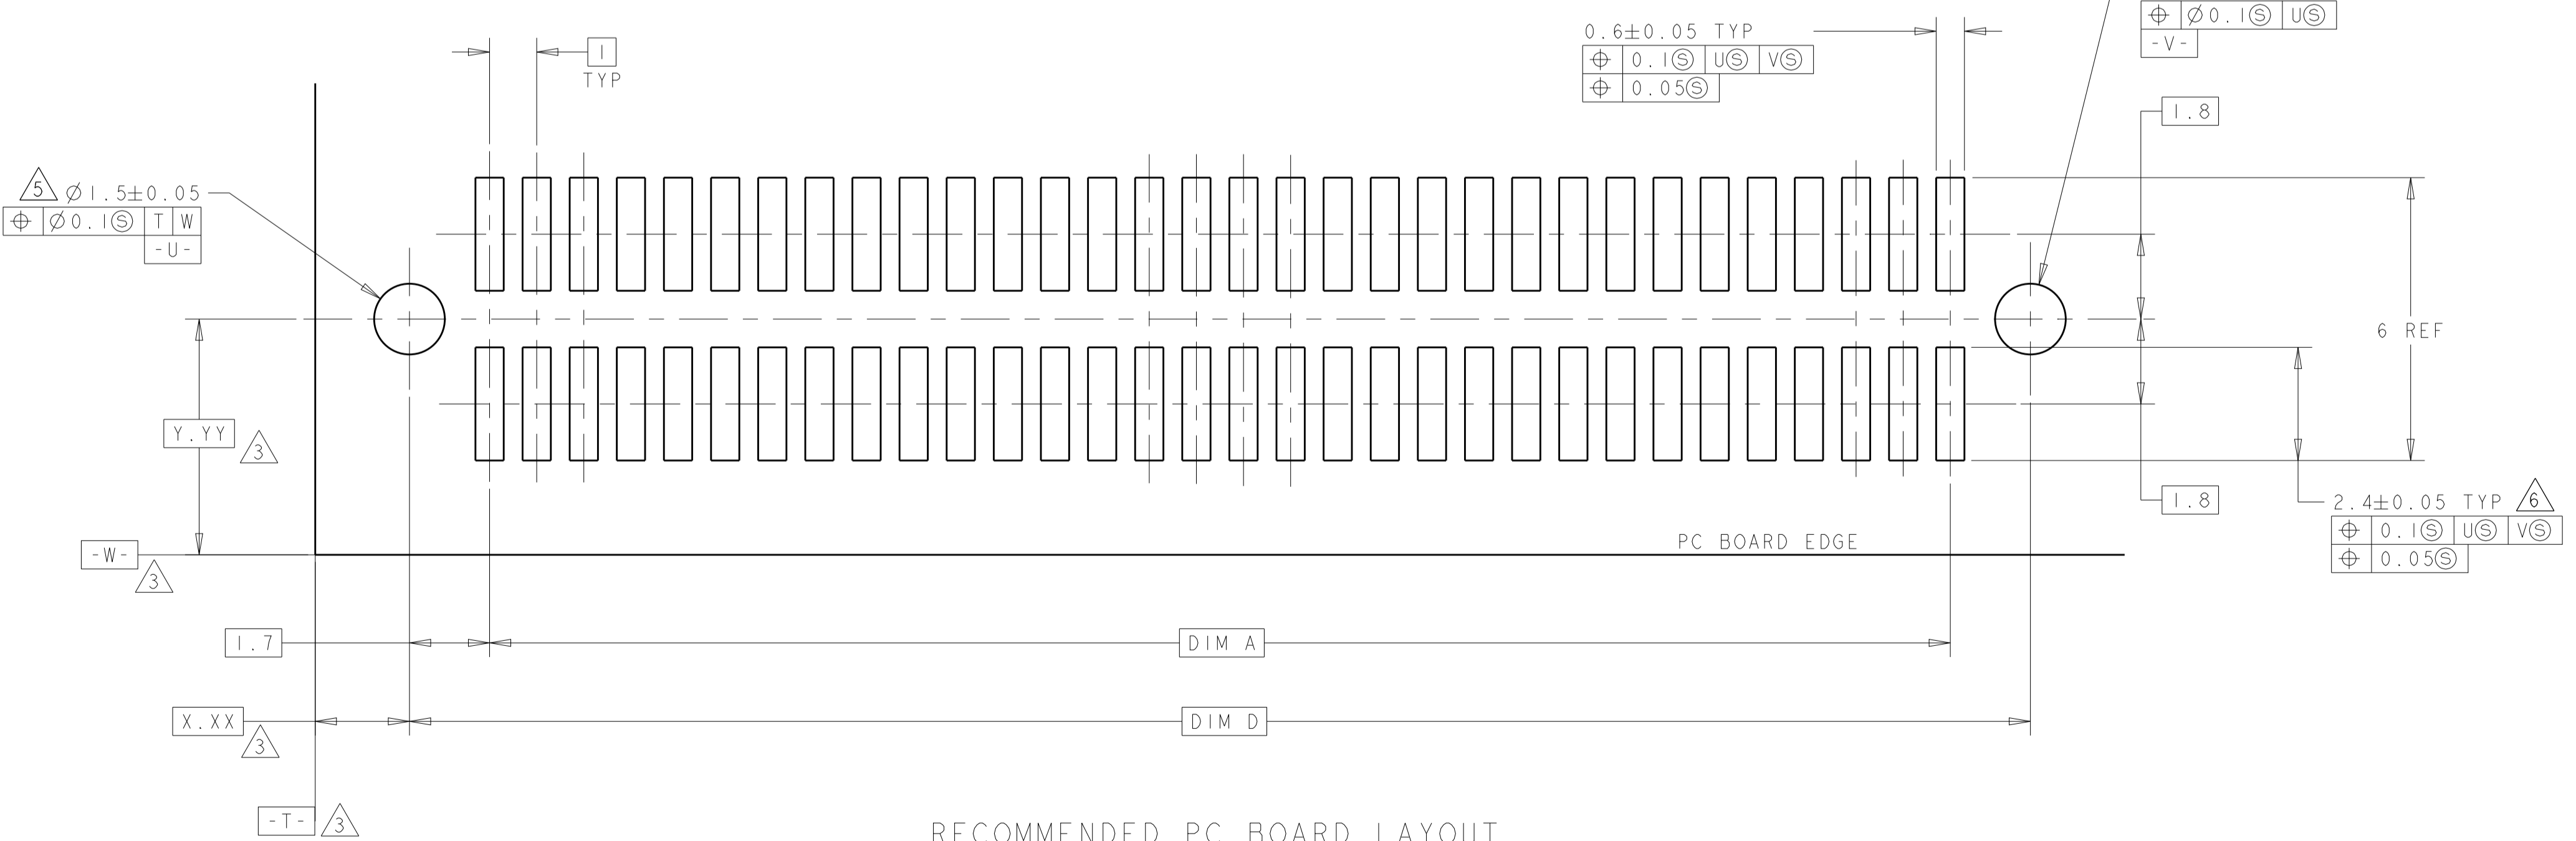 ⌖ Ø0.1Ⓢ UⓈ
-V-
0.6±0.05 TYP
⌖ 0.1Ⓢ UⓈ VⓈ
⌖ 0.05Ⓢ
1
TYP
1.8
5 Ø1.5±0.05
⌖ Ø0.1Ⓢ T W
-U-
6 REF
Y.YY
3
1.8
2.4±0.05 TYP 6
⌖ 0.1Ⓢ UⓈ VⓈ
⌖ 0.05Ⓢ
PC BOARD EDGE
-W-
3
1.7
DIM A
X.XX
3
DIM D
-T- 3
RECOMMENDED PC BOARD LAYOUT